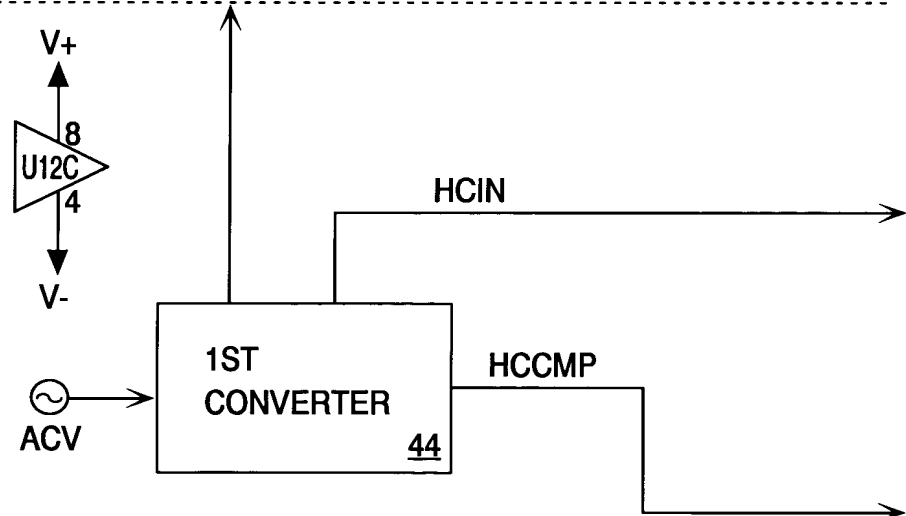 V+
8
U12C
4
V-
HCIN
1ST
CONVERTER
44
HCCMP
ACV